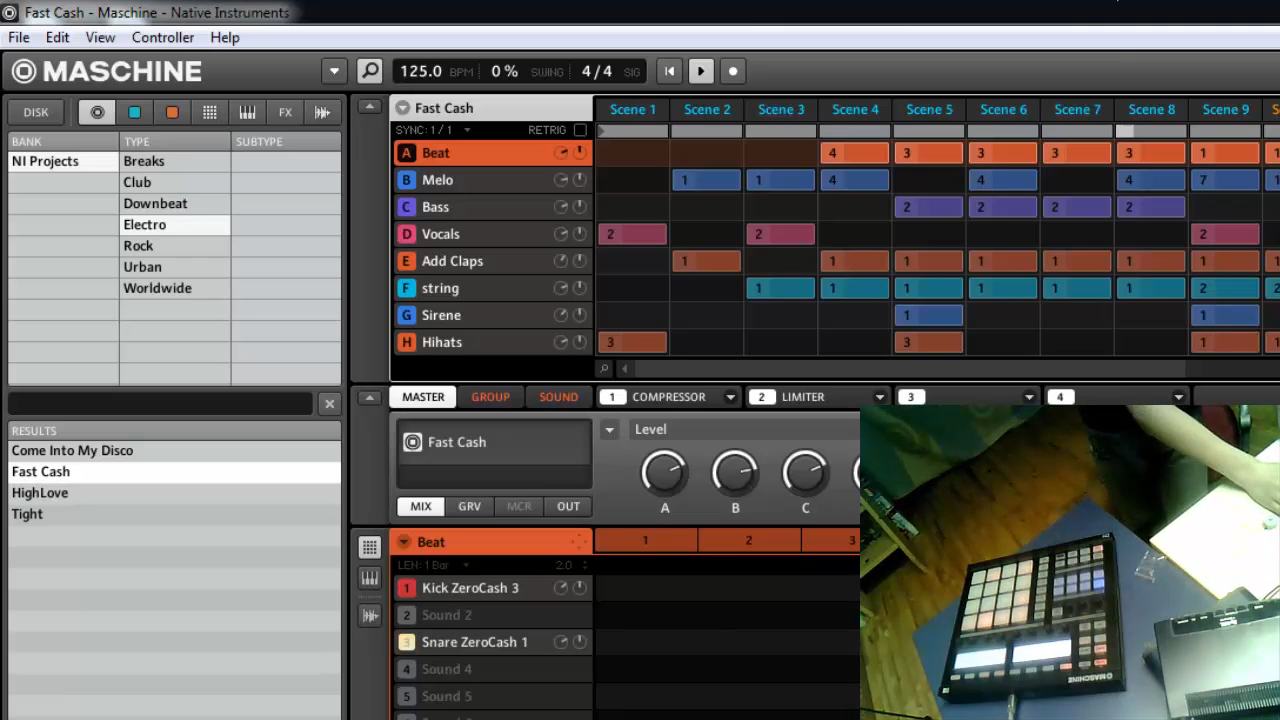 Fast Cash - Maschine - Native Instruments
File Edit View Controller Help
MASCHINE 125.0 BPM 0% SWING 4/4 SIG
DISK FX
BANK TYPE SUBTYPE
NI Projects Breaks
Club
Downbeat
Electro
Rock
Urban
Worldwide
RESULTS
Come Into My Disco
Fast Cash
HighLove
Tight
Fast Cash Scene 1 Scene 2 Scene 3 Scene 4 Scene 5 Scene 6 Scene 7 Scene 8 Scene 9 S
SYNC: 1/1 RETRIG
A Beat 4 3 3 3 3 1 1
B Melo 1 1 4 4 4 7 1
C Bass 2 2 2 2
D Vocals 2 2 2
E Add Claps 1 1 1 1 1 1 1 1
F string 1 1 1 1 1 1 2 2
G Sirene 1 1
H Hihats 3 3 1 1
MASTER GROUP SOUND 1 COMPRESSOR 2 LIMITER 3 4
Fast Cash Level
A B C
MIX GRV MCR OUT
Beat 1 2 3
LEN: 1 Bar 2.0
1 Kick ZeroCash 3
2 Sound 2
3 Snare ZeroCash 1
4 Sound 4
5 Sound 5
MASCHINE